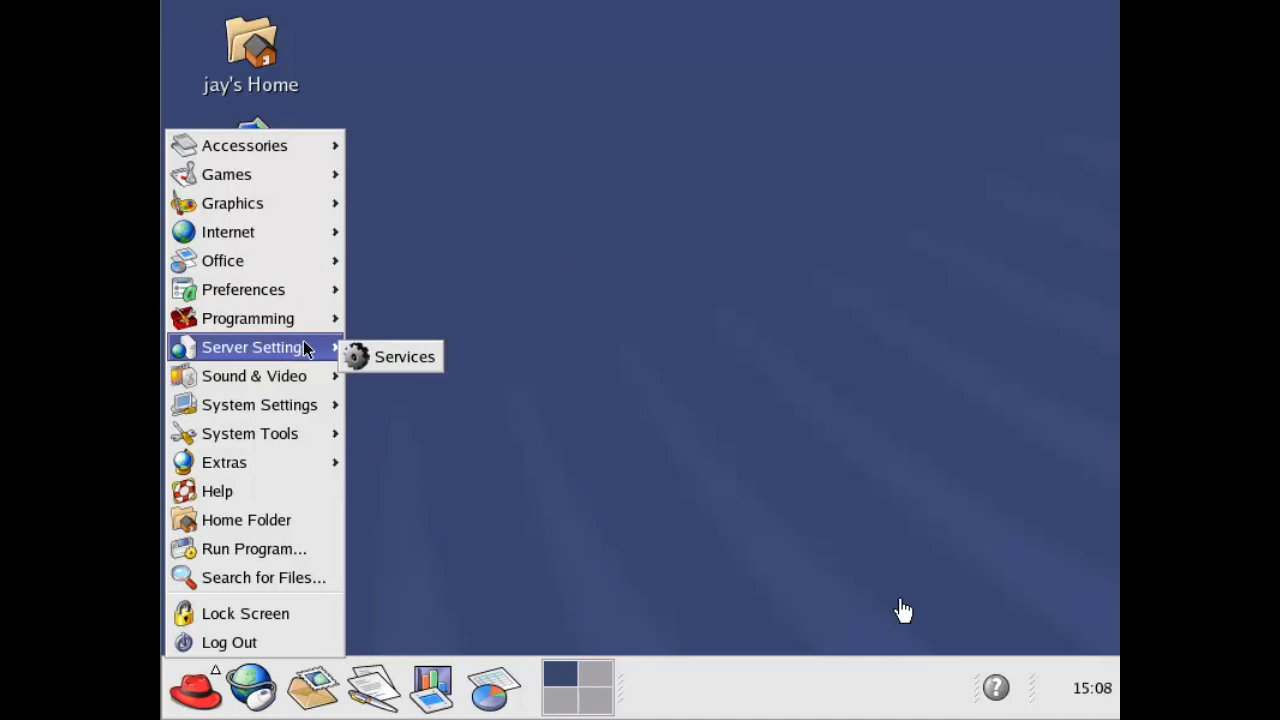 jay's Home
Accessories
Games
Graphics
Internet
Office
Preferences
Programming
Server Setting
Services
Sound & Video
System Settings
System Tools
Extras
Help
Home Folder
Run Program...
Search for Files...
Lock Screen
Log Out
15:08